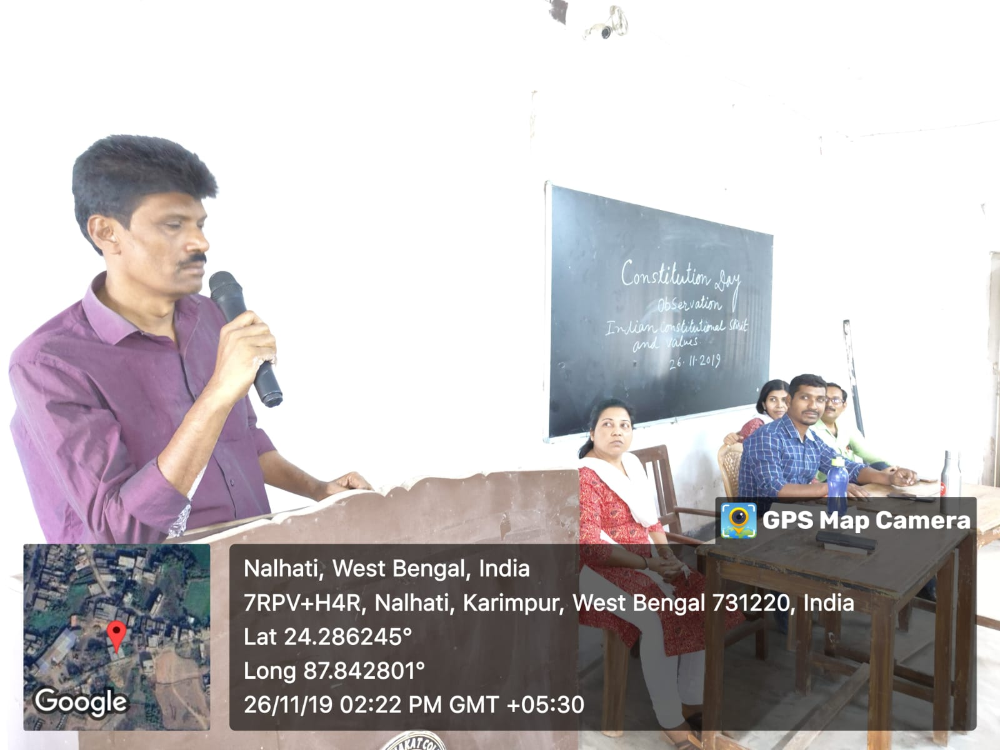 Constitution Day
Observation
Indian Constitutional Spirit
and values.
26.11.2019
GPS Map Camera
Nalhati, West Bengal, India
7RPV+H4R, Nalhati, Karimpur, West Bengal 731220, India
Lat 24.286245°
Long 87.842801°
26/11/19 02:22 PM GMT +05:30
Google